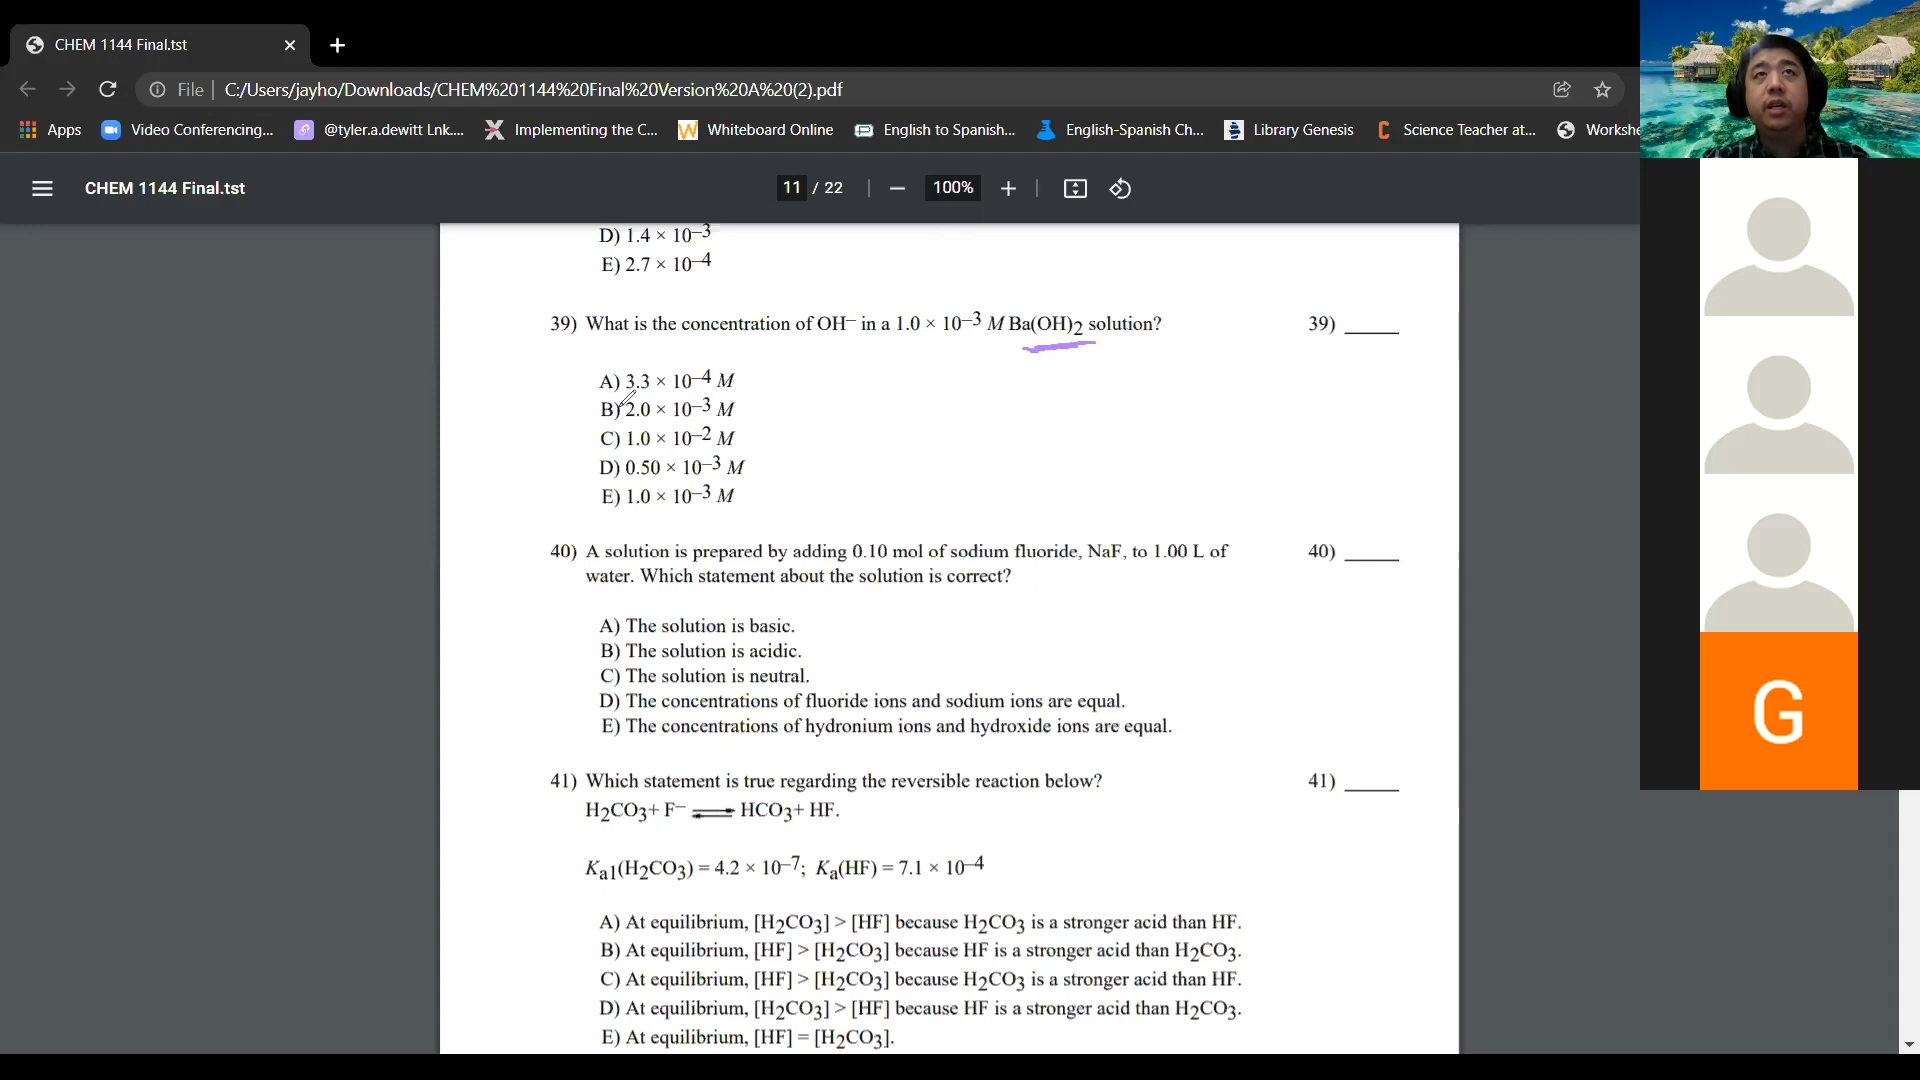 CHEM 1144 Final.tst
File | C:/Users/jayho/Downloads/CHEM%201144%20Final%20Version%20A%20(2).pdf
Apps Video Conferencing... @tyler.a.dewitt Lnk.... Implementing the C... Whiteboard Online English to Spanish... English-Spanish Ch... Library Genesis Science Teacher at... Workshe
CHEM 1144 Final.tst 11 / 22 100%
D) 1.4 × 10–3
E) 2.7 × 10–4
39) What is the concentration of OH– in a 1.0 × 10–3 M Ba(OH)2 solution? 39) ______
A) 3.3 × 10–4 M
B) 2.0 × 10–3 M
C) 1.0 × 10–2 M
D) 0.50 × 10–3 M
E) 1.0 × 10–3 M
40) A solution is prepared by adding 0.10 mol of sodium fluoride, NaF, to 1.00 L of 40) ______
water. Which statement about the solution is correct?
A) The solution is basic.
B) The solution is acidic.
C) The solution is neutral.
D) The concentrations of fluoride ions and sodium ions are equal.
E) The concentrations of hydronium ions and hydroxide ions are equal.
41) Which statement is true regarding the reversible reaction below? 41) ______
H2CO3+ F– ⇌ HCO3+ HF.
Ka1(H2CO3) = 4.2 × 10–7; Ka(HF) = 7.1 × 10–4
A) At equilibrium, [H2CO3] > [HF] because H2CO3 is a stronger acid than HF.
B) At equilibrium, [HF] > [H2CO3] because HF is a stronger acid than H2CO3.
C) At equilibrium, [HF] > [H2CO3] because H2CO3 is a stronger acid than HF.
D) At equilibrium, [H2CO3] > [HF] because HF is a stronger acid than H2CO3.
E) At equilibrium, [HF] = [H2CO3].
G